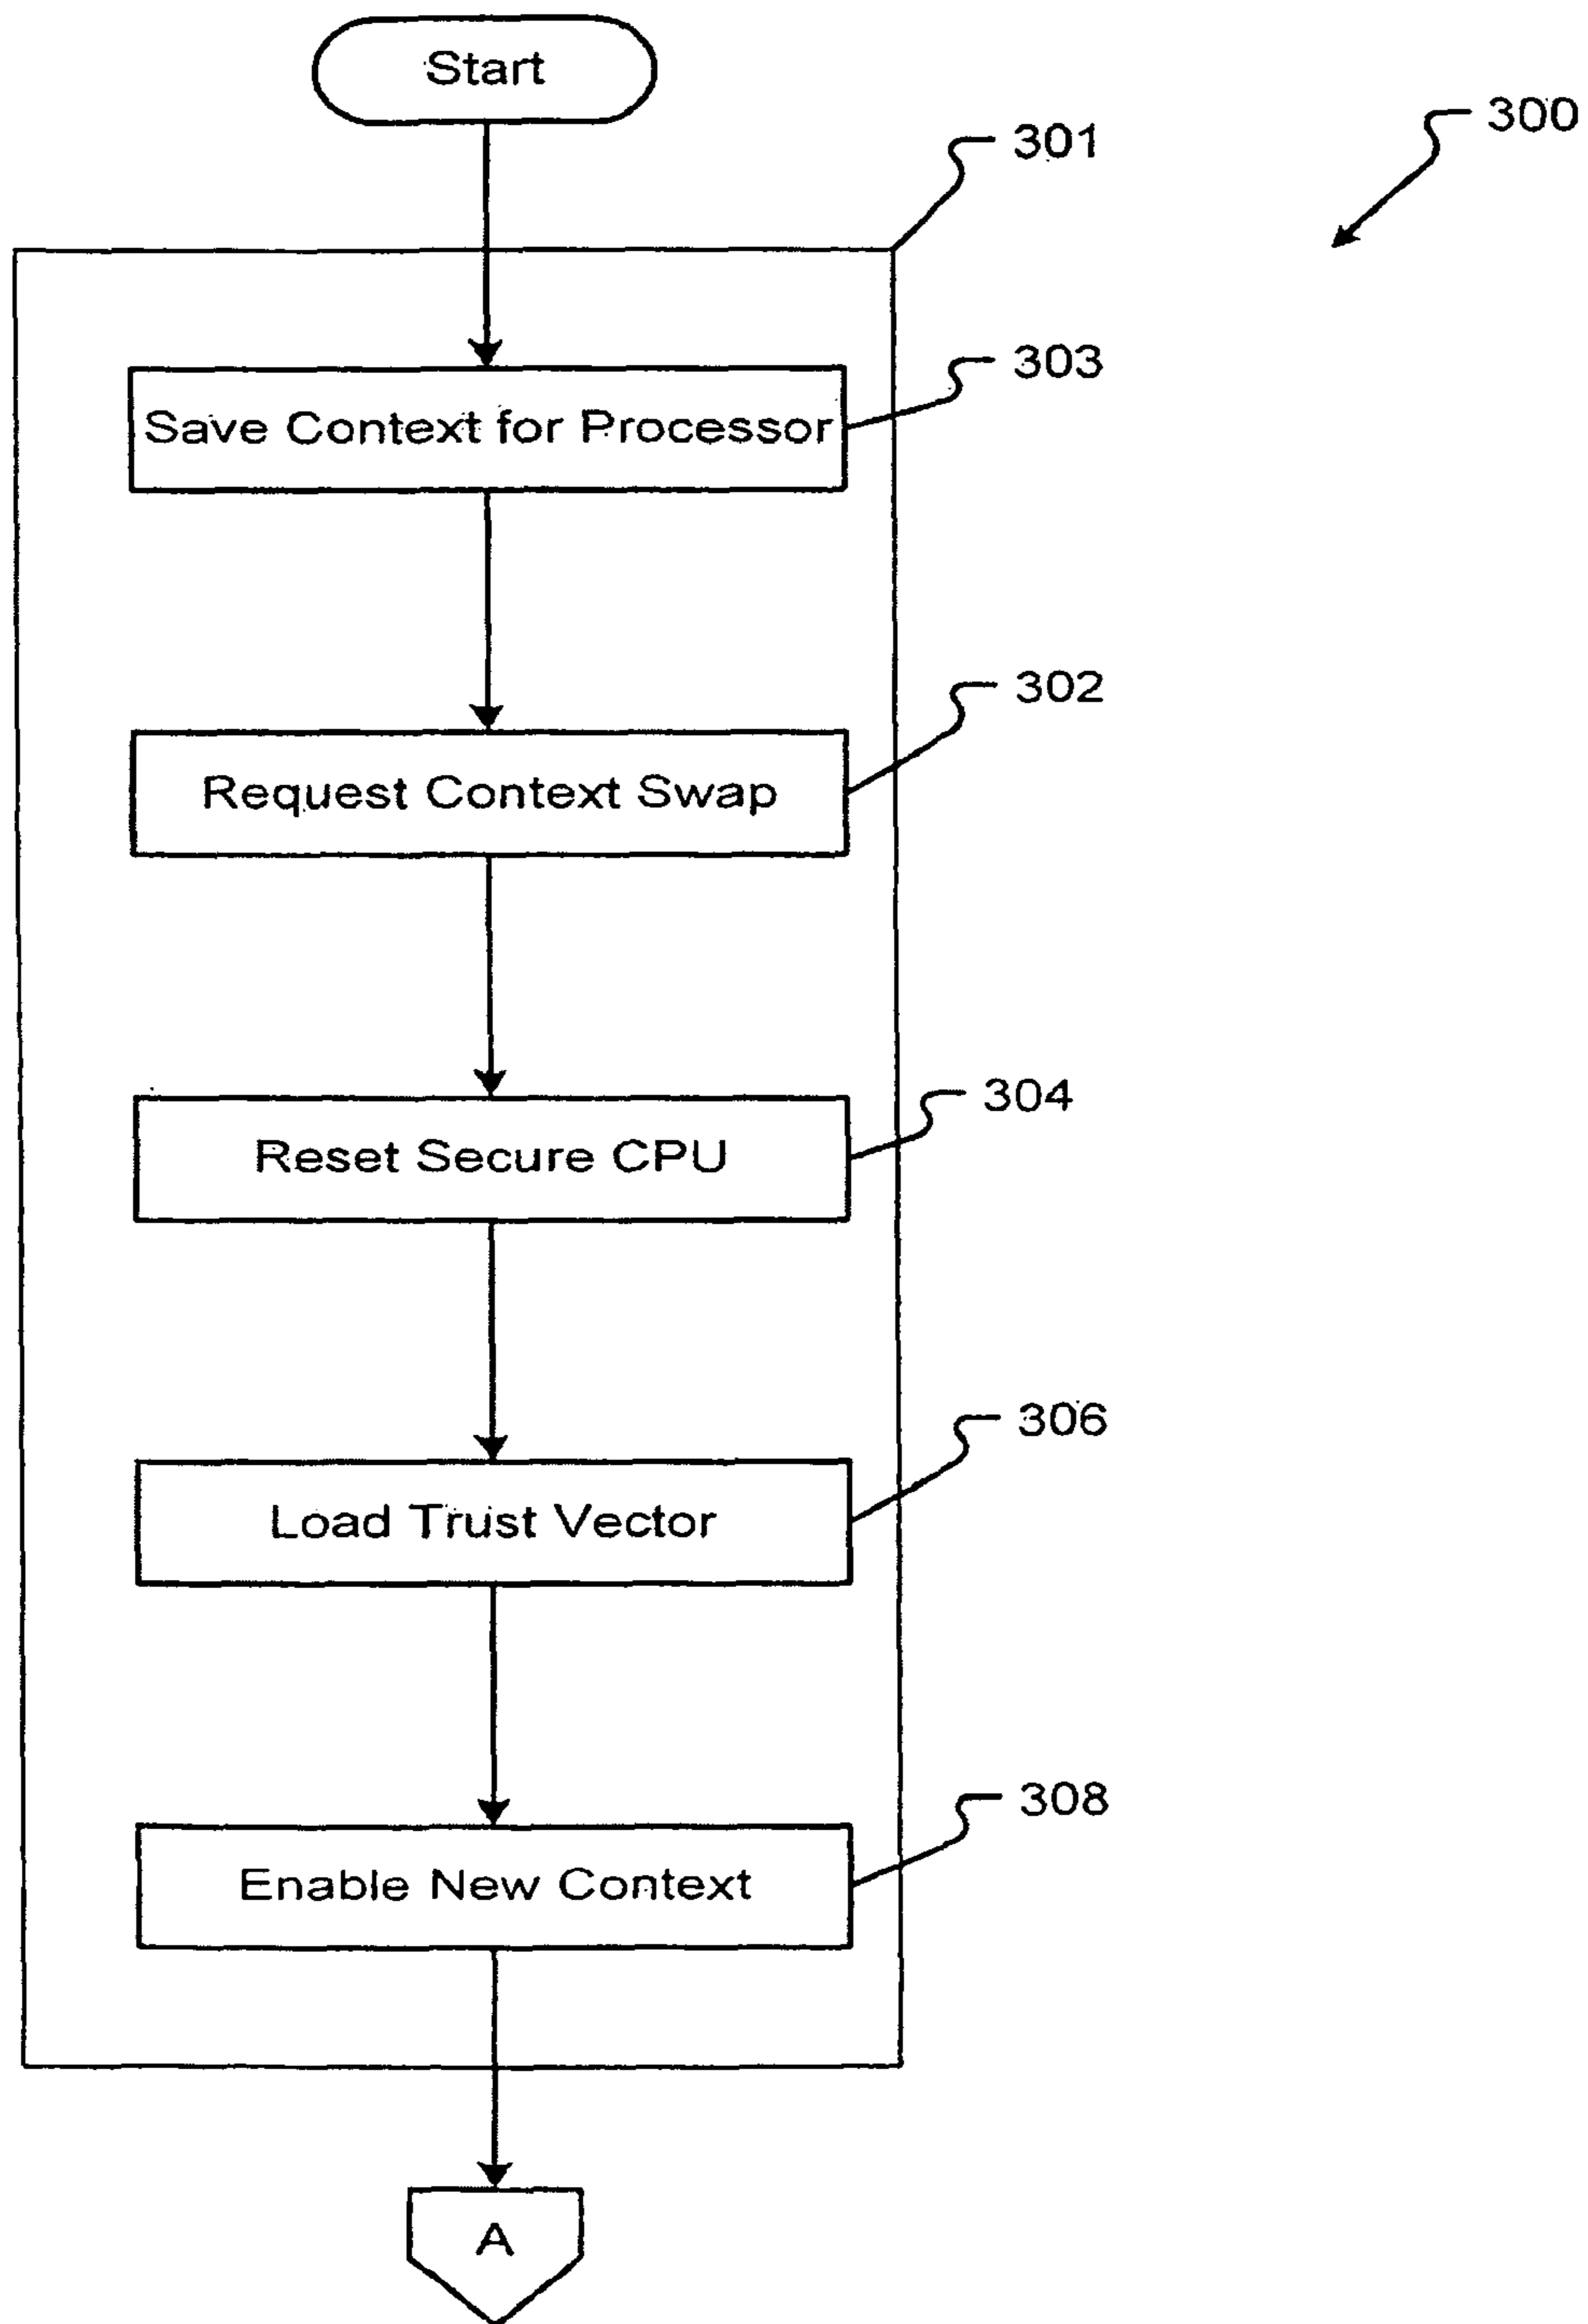 Start
300
301
Save Context for Processor
303
Request Context Swap
302
Reset Secure CPU
304
Load Trust Vector
306
Enable New Context
308
A